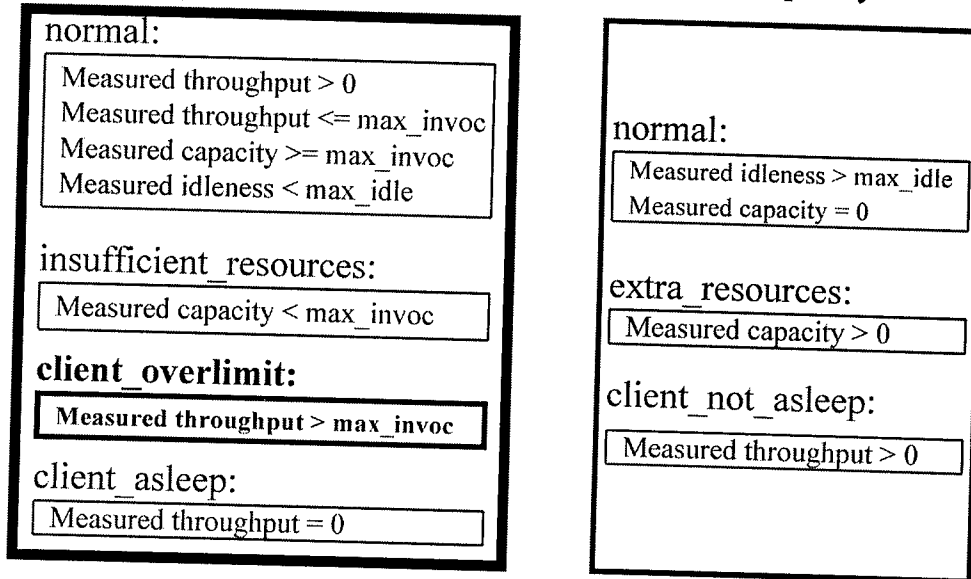 normal:
Measured throughput > 0
Measured throughput <= max_invoc
Measured capacity >= max_invoc
Measured idleness < max_idle
insufficient_resources:
Measured capacity < max_invoc
client_overlimit:
Measured throughput > max_invoc
client_asleep:
Measured throughput = 0
normal:
Measured idleness > max_idle
Measured capacity = 0
extra_resources:
Measured capacity > 0
client_not_asleep:
Measured throughput > 0